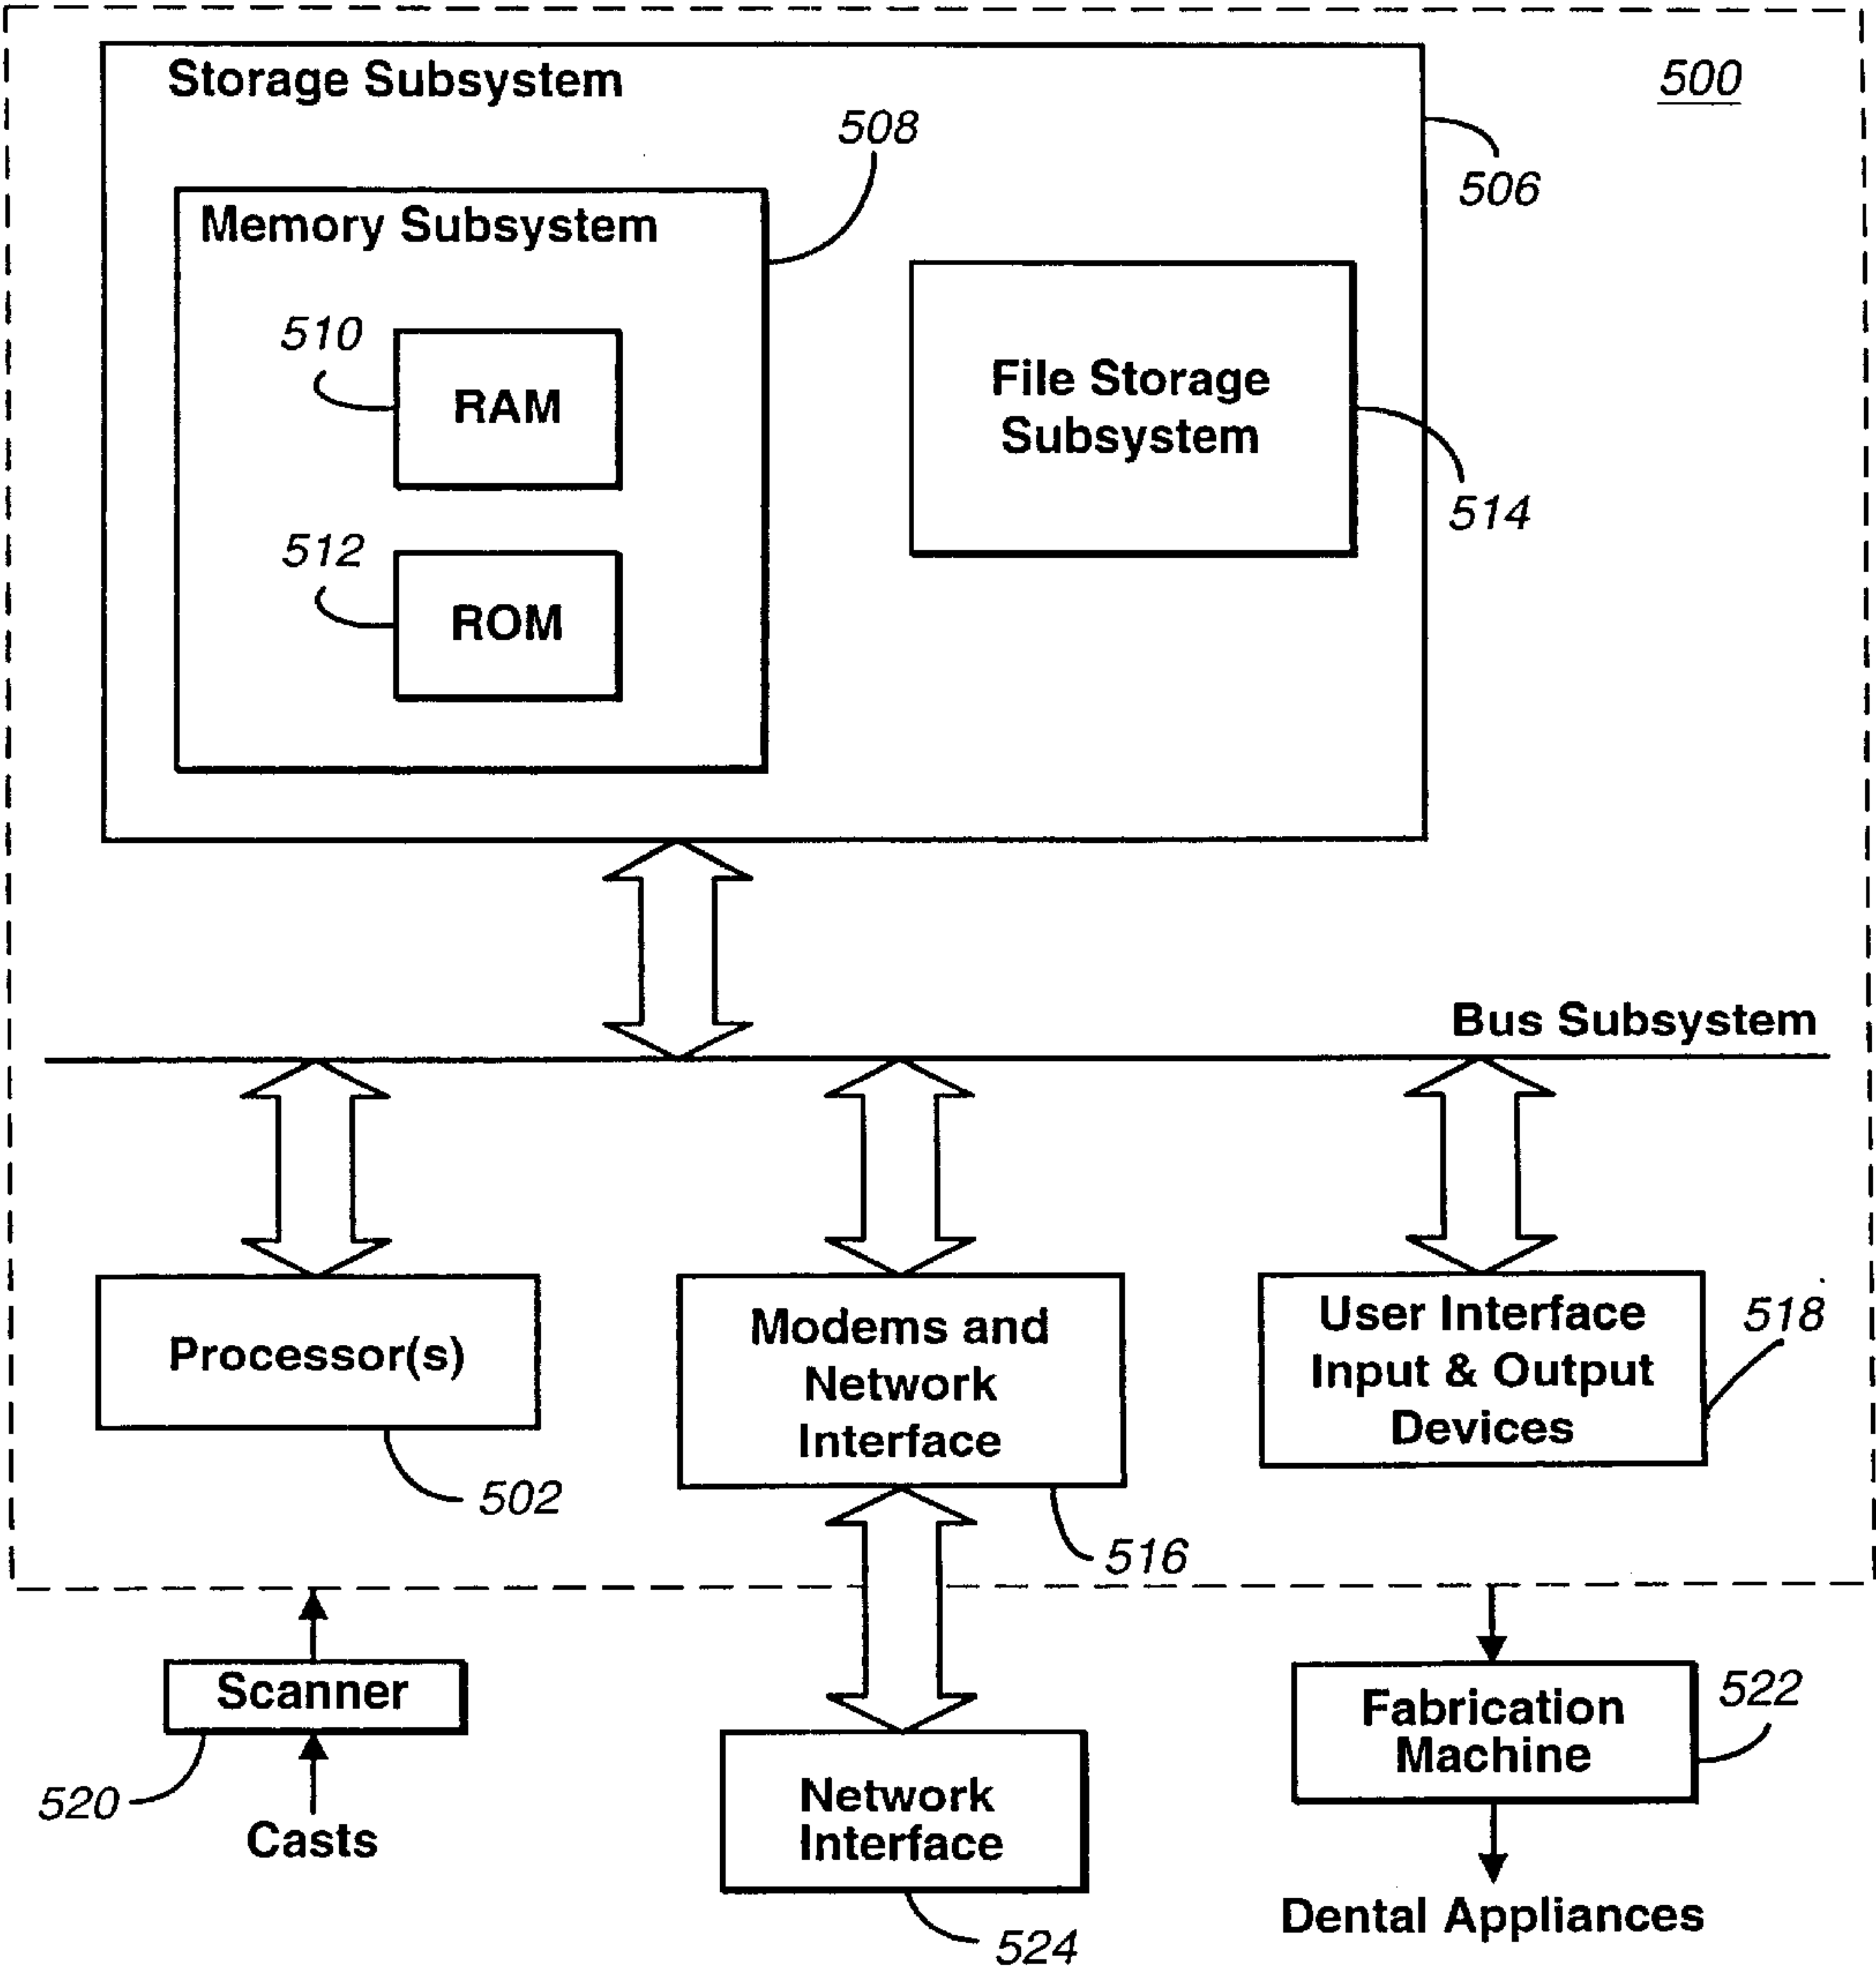 Storage Subsystem
500
508
506
Memory Subsystem
510
RAM
File Storage
Subsystem
514
512
ROM
Bus Subsystem
Processor(s)
502
Modems and
Network
Interface
516
User Interface
Input & Output
Devices
518
Scanner
520
Casts
Network
Interface
524
Fabrication
Machine
522
Dental Appliances